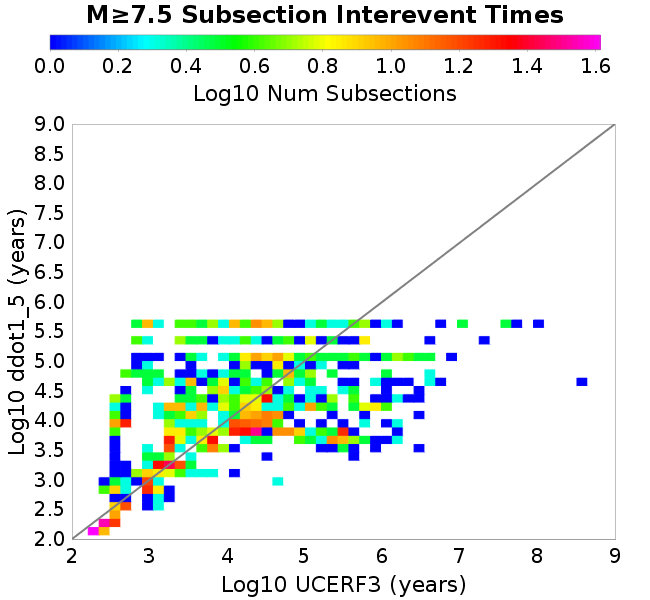 M≥7.5 Subsection Interevent Times
0.0 0.2 0.4 0.6 0.8 1.0 1.2 1.4 1.6
Log10 Num Subsections
9.0
8.5
8.0
7.5
7.0
6.5
6.0
5.5
5.0
4.5
4.0
3.5
3.0
2.5
2.0
Log10 ddot1_5 (years)
2 3 4 5 6 7 8 9
Log10 UCERF3 (years)